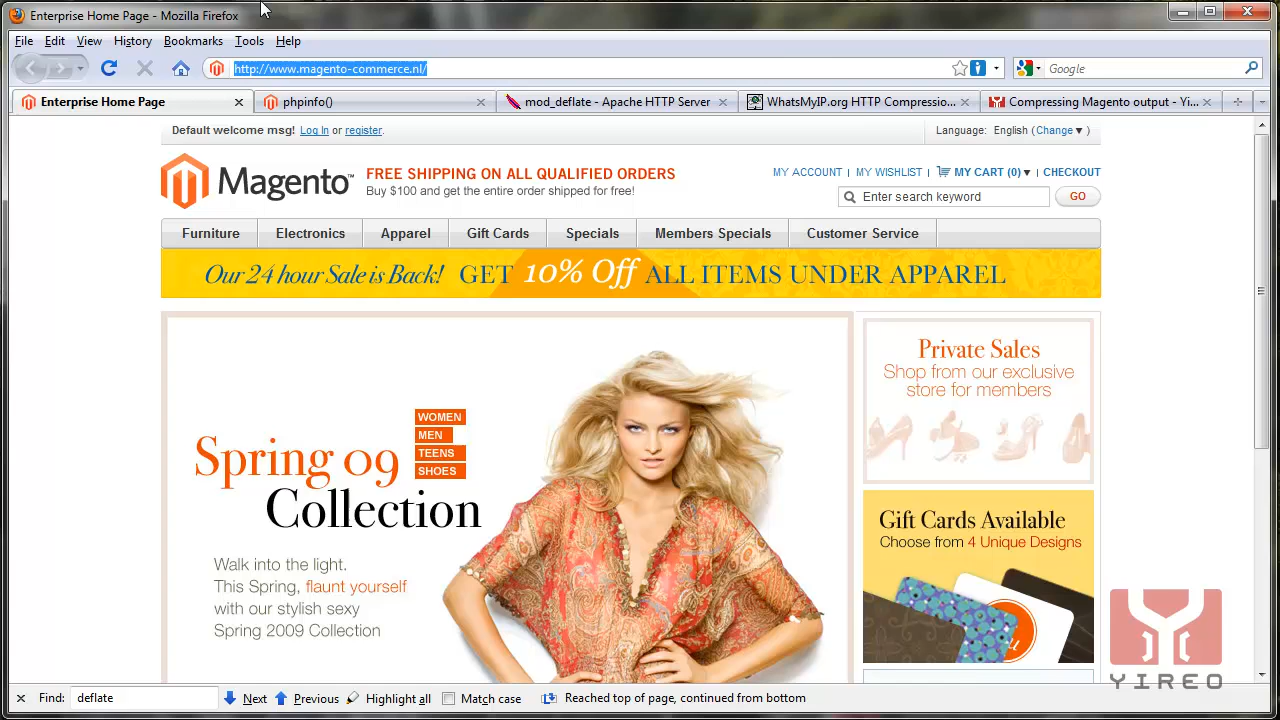 Enterprise Home Page - Mozilla Firefox
File Edit View History Bookmarks Tools Help
http://www.magento-commerce.nl/
Google
Enterprise Home Page
phpinfo()
mod_deflate - Apache HTTP Server
WhatsMyIP.org HTTP Compressio...
Compressing Magento output - Yi...
Default welcome msg! Log In or register.
Language: English (Change ▾)
Magento™
FREE SHIPPING ON ALL QUALIFIED ORDERS
Buy $100 and get the entire order shipped for free!
MY ACCOUNT | MY WISHLIST | MY CART (0) ▾ | CHECKOUT
Enter search keyword GO
Furniture Electronics Apparel Gift Cards Specials Members Specials Customer Service
Our 24 hour Sale is Back! GET 10% Off ALL ITEMS UNDER APPAREL
Spring 09
Collection
WOMEN
MEN
TEENS
SHOES
Walk into the light.
This Spring, flaunt yourself
with our stylish sexy
Spring 2009 Collection
Private Sales
Shop from our exclusive
store for members
Gift Cards Available
Choose from 4 Unique Designs
YIREO
Find: deflate Next Previous Highlight all Match case Reached top of page, continued from bottom